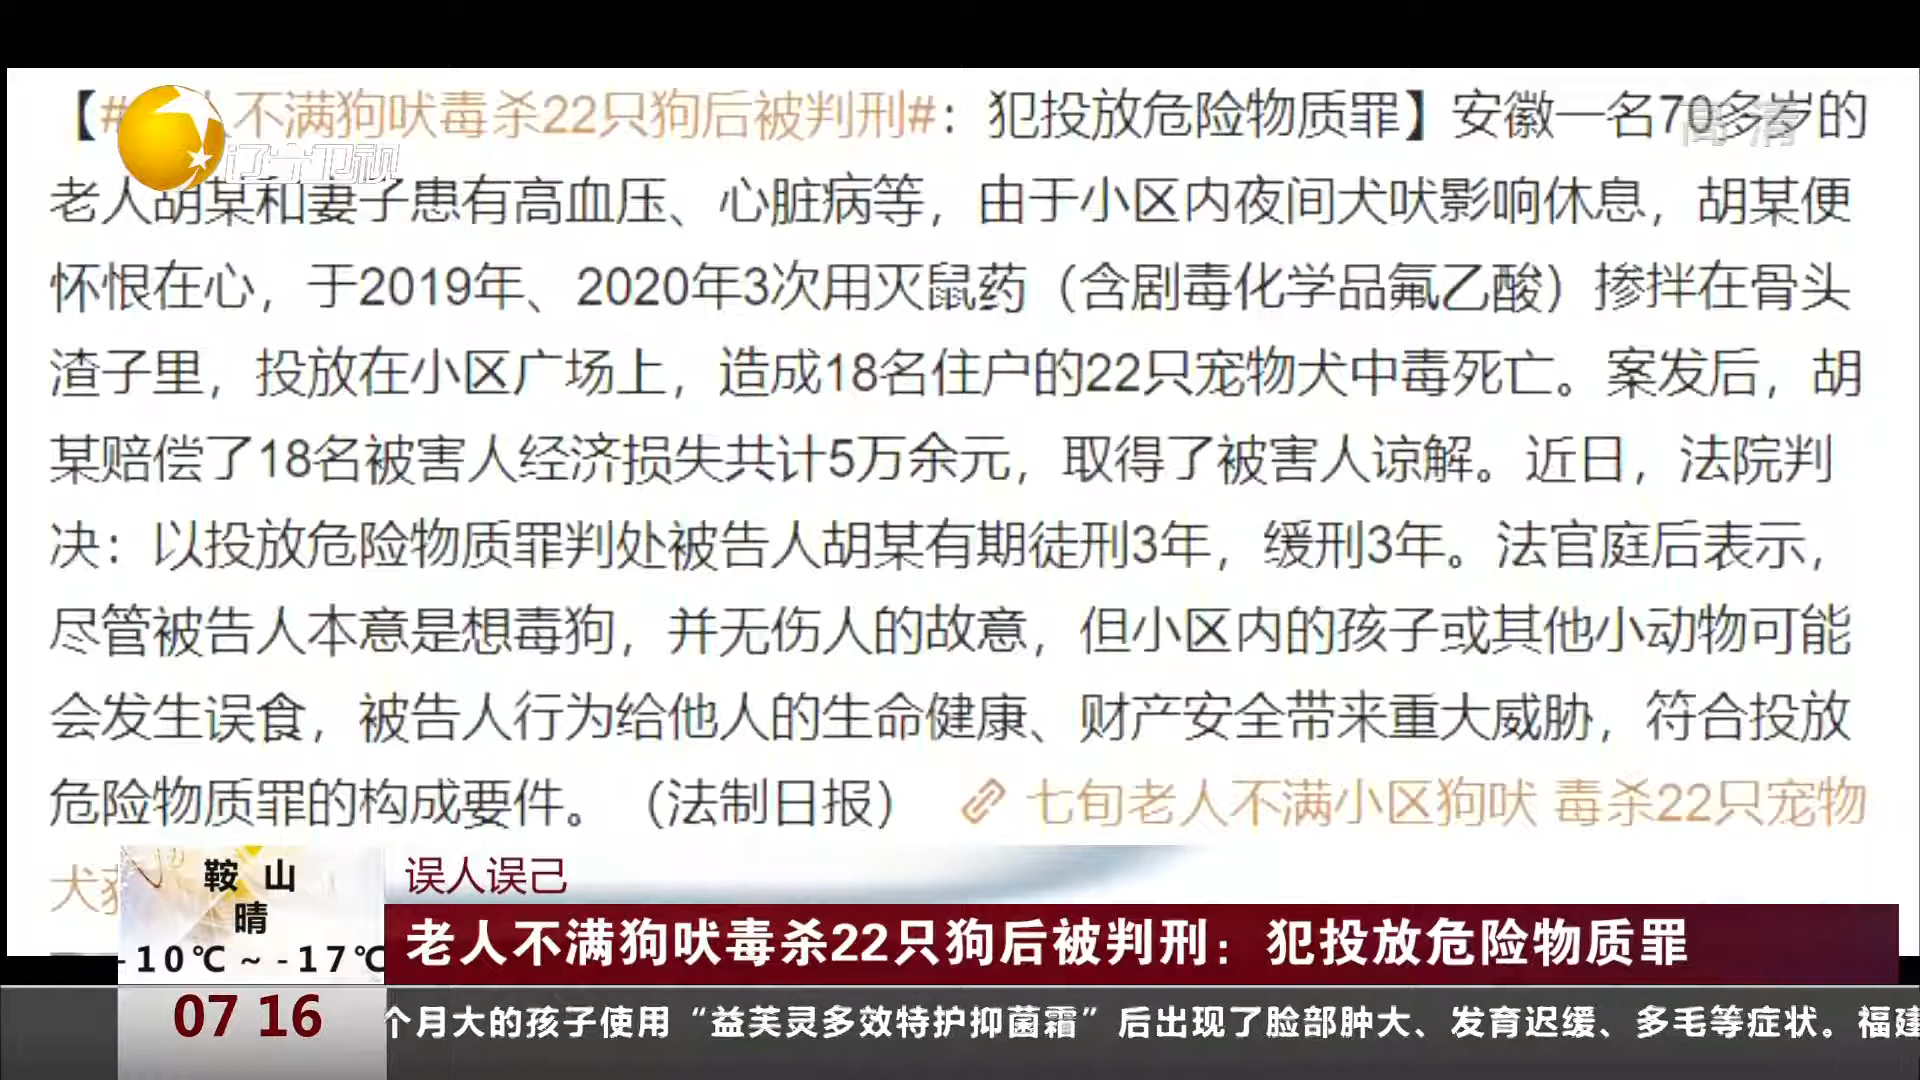 【#人不满狗吠毒杀22只狗后被判刑#：犯投放危险物质罪】安徽一名70多岁的
辽宁卫视
高清
老人胡某和妻子患有高血压、心脏病等，由于小区内夜间犬吠影响休息，胡某便
怀恨在心，于2019年、2020年3次用灭鼠药（含剧毒化学品氟乙酸）掺拌在骨头
渣子里，投放在小区广场上，造成18名住户的22只宠物犬中毒死亡。案发后，胡
某赔偿了18名被害人经济损失共计5万余元，取得了被害人谅解。近日，法院判
决：以投放危险物质罪判处被告人胡某有期徒刑3年，缓刑3年。法官庭后表示，
尽管被告人本意是想毒狗，并无伤人的故意，但小区内的孩子或其他小动物可能
会发生误食，被告人行为给他人的生命健康、财产安全带来重大威胁，符合投放
危险物质罪的构成要件。（法制日报） 七旬老人不满小区狗吠 毒杀22只宠物
犬
鞍 山
晴
-10℃～-17℃
误人误己
老人不满狗吠毒杀22只狗后被判刑：犯投放危险物质罪
07 16
个月大的孩子使用“益芙灵多效特护抑菌霜”后出现了脸部肿大、发育迟缓、多毛等症状。福建